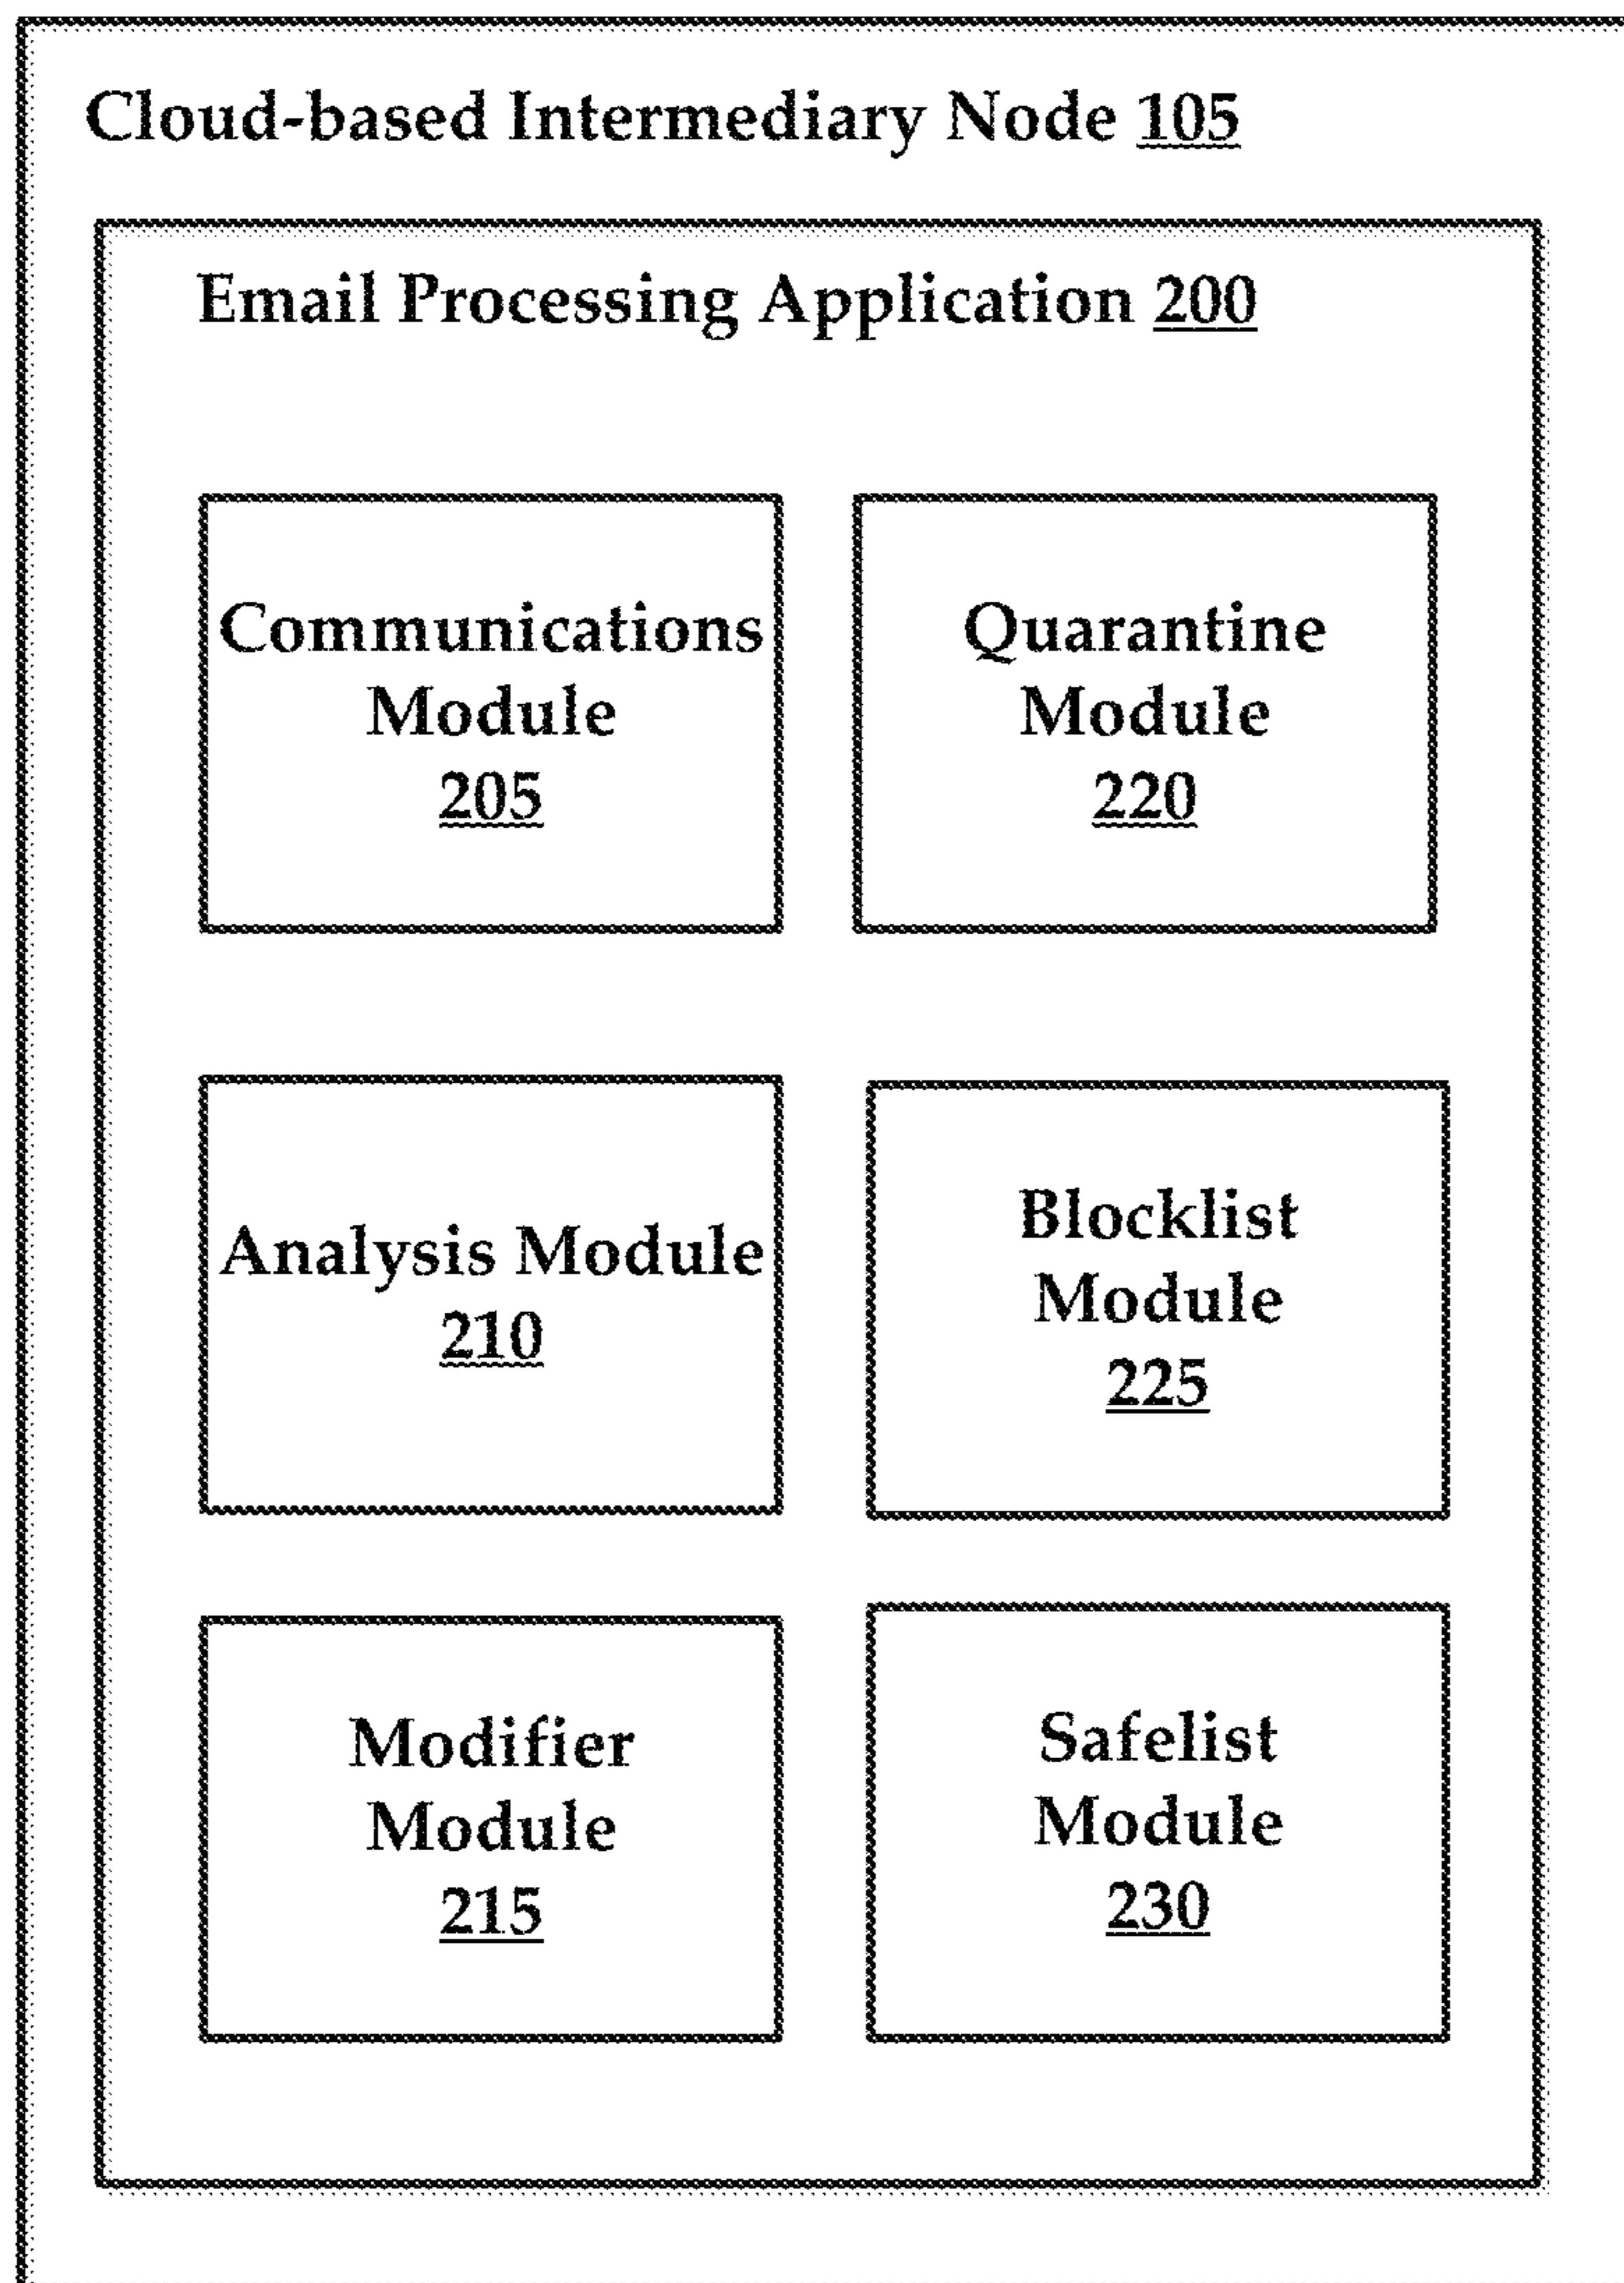 Cloud-based Intermediary Node 105
Email Processing Application 200
Communications
Module
205
Quarantine
Module
220
Analysis Module
210
Blocklist
Module
225
Modifier
Module
215
Safelist
Module
230